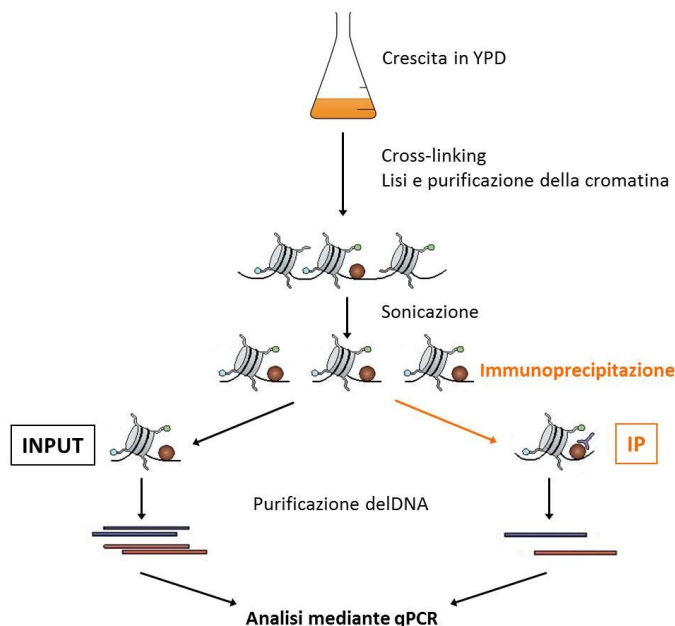 Crescita in YPD
Cross-linking
Lisi e purificazione della cromatina
Sonicazione
Immunoprecipitazione
INPUT
IP
Purificazione delDNA
Analisi mediante qPCR